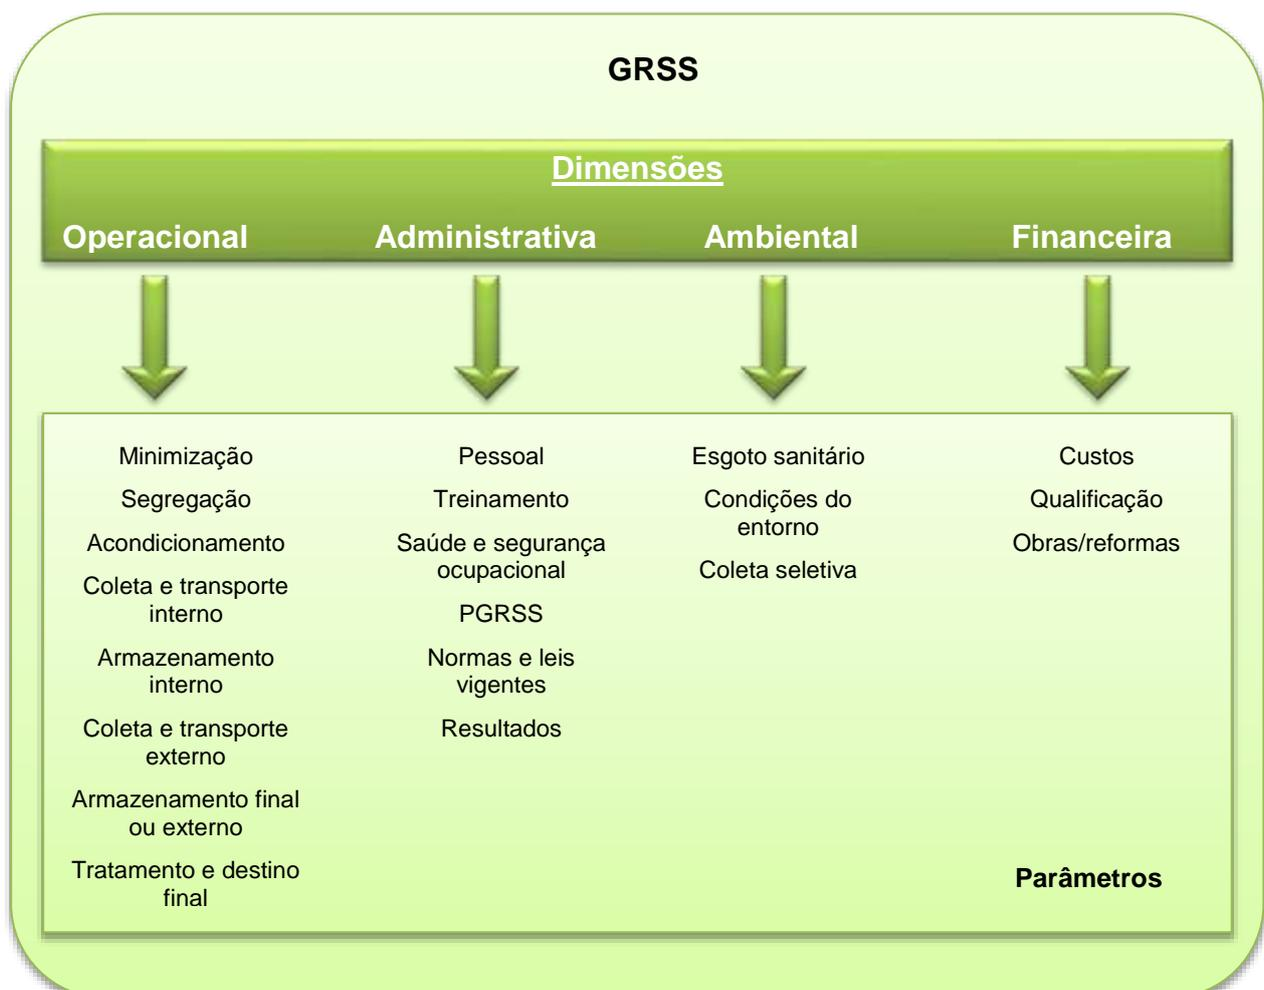 GRSS
Dimensões
Operacional
Administrativa
Ambiental
Financeira
Minimização
Segregação
Acondicionamento
Coleta e transporte
interno
Armazenamento
interno
Coleta e transporte
externo
Armazenamento final
ou externo
Tratamento e destino
final
Pessoal
Treinamento
Saúde e segurança
ocupacional
PGRSS
Normas e leis
vigentes
Resultados
Esgoto sanitário
Condições do
entorno
Coleta seletiva
Custos
Qualificação
Obras/reformas
Parâmetros